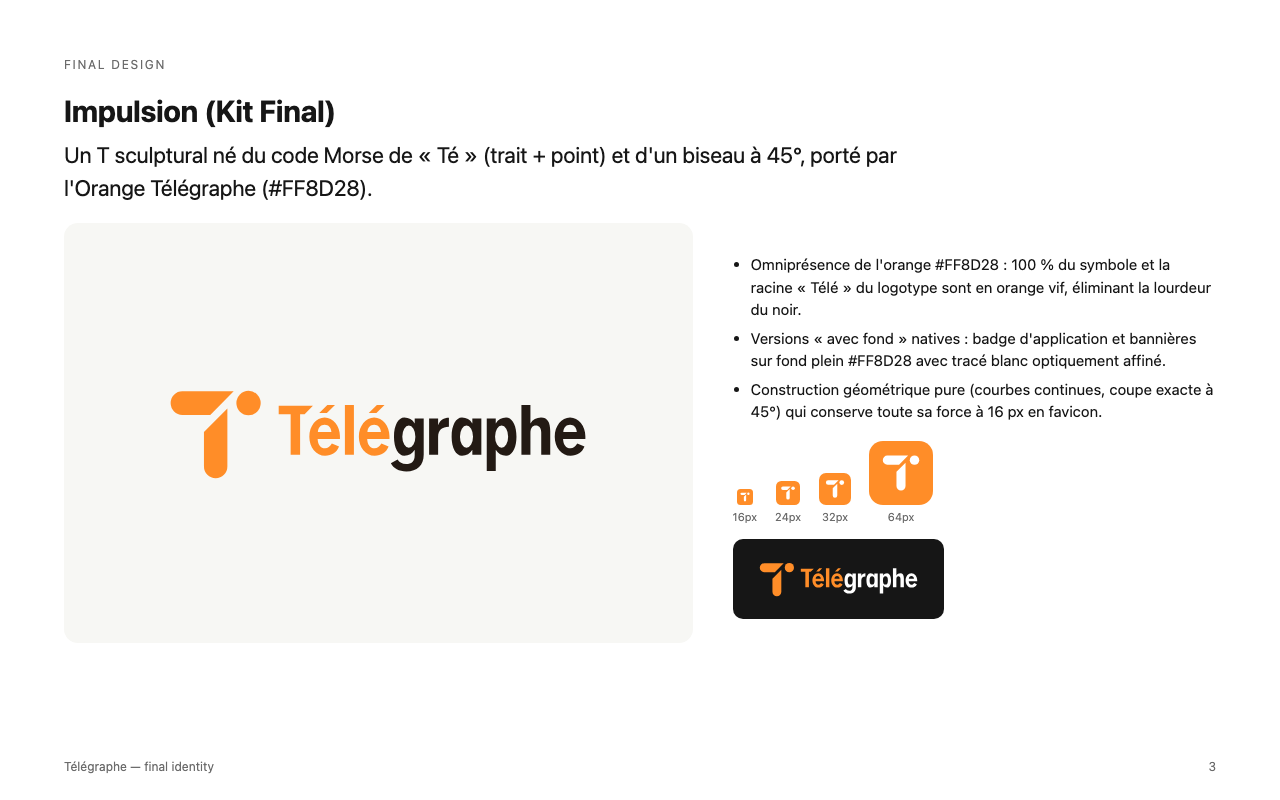 FINAL DESIGN
Impulsion (Kit Final)
Un T sculptural né du code Morse de « Té » (trait + point) et d'un biseau à 45°, porté par
l'Orange Télégraphe (#FF8D28).
Télégraphe
• Omniprésence de l'orange #FF8D28 : 100 % du symbole et la
racine « Télé » du logotype sont en orange vif, éliminant la lourdeur
du noir.
• Versions « avec fond » natives : badge d'application et bannières
sur fond plein #FF8D28 avec tracé blanc optiquement affiné.
• Construction géométrique pure (courbes continues, coupe exacte à
45°) qui conserve toute sa force à 16 px en favicon.
16px 24px 32px 64px
Télégraphe
Télégraphe — final identity
3